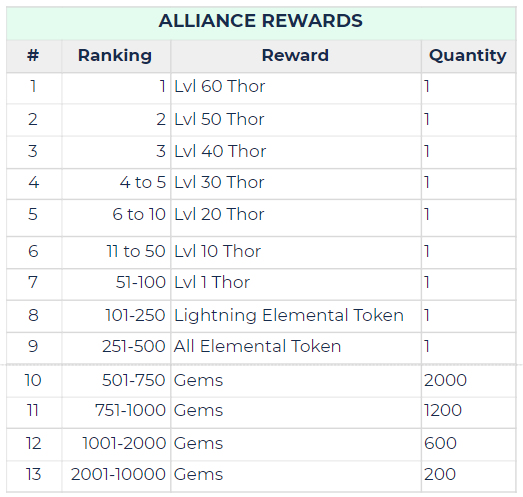 ALLIANCE REWARDS
# Ranking Reward Quantity
1 1 Lvl 60 Thor 1
2 2 Lvl 50 Thor 1
3 3 Lvl 40 Thor 1
4 4 to 5 Lvl 30 Thor 1
5 6 to 10 Lvl 20 Thor 1
6 11 to 50 Lvl 10 Thor 1
7 51-100 Lvl 1 Thor 1
8 101-250 Lightning Elemental Token 1
9 251-500 All Elemental Token 1
10 501-750 Gems 2000
11 751-1000 Gems 1200
12 1001-2000 Gems 600
13 2001-10000 Gems 200